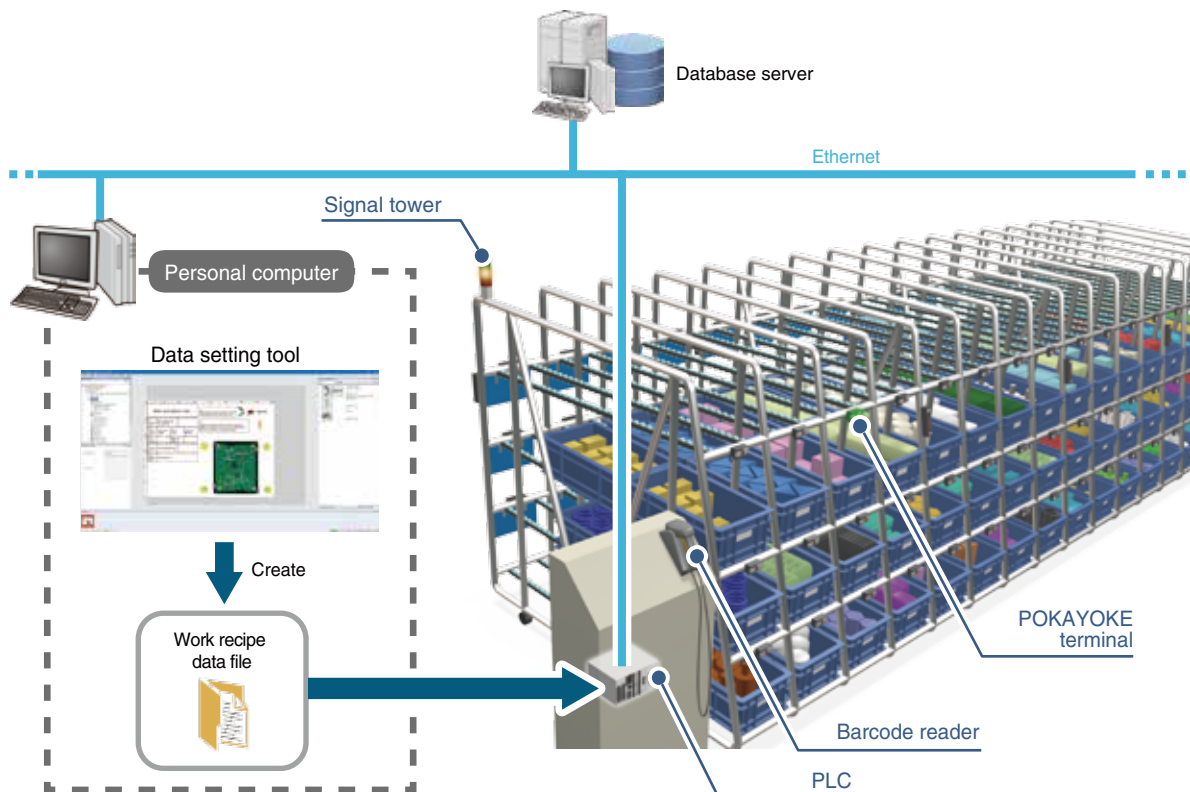 Database server
Ethernet
Signal tower
Personal computer
Data setting tool
Create
Work recipe
data file
POKAYOKE
terminal
Barcode reader
PLC